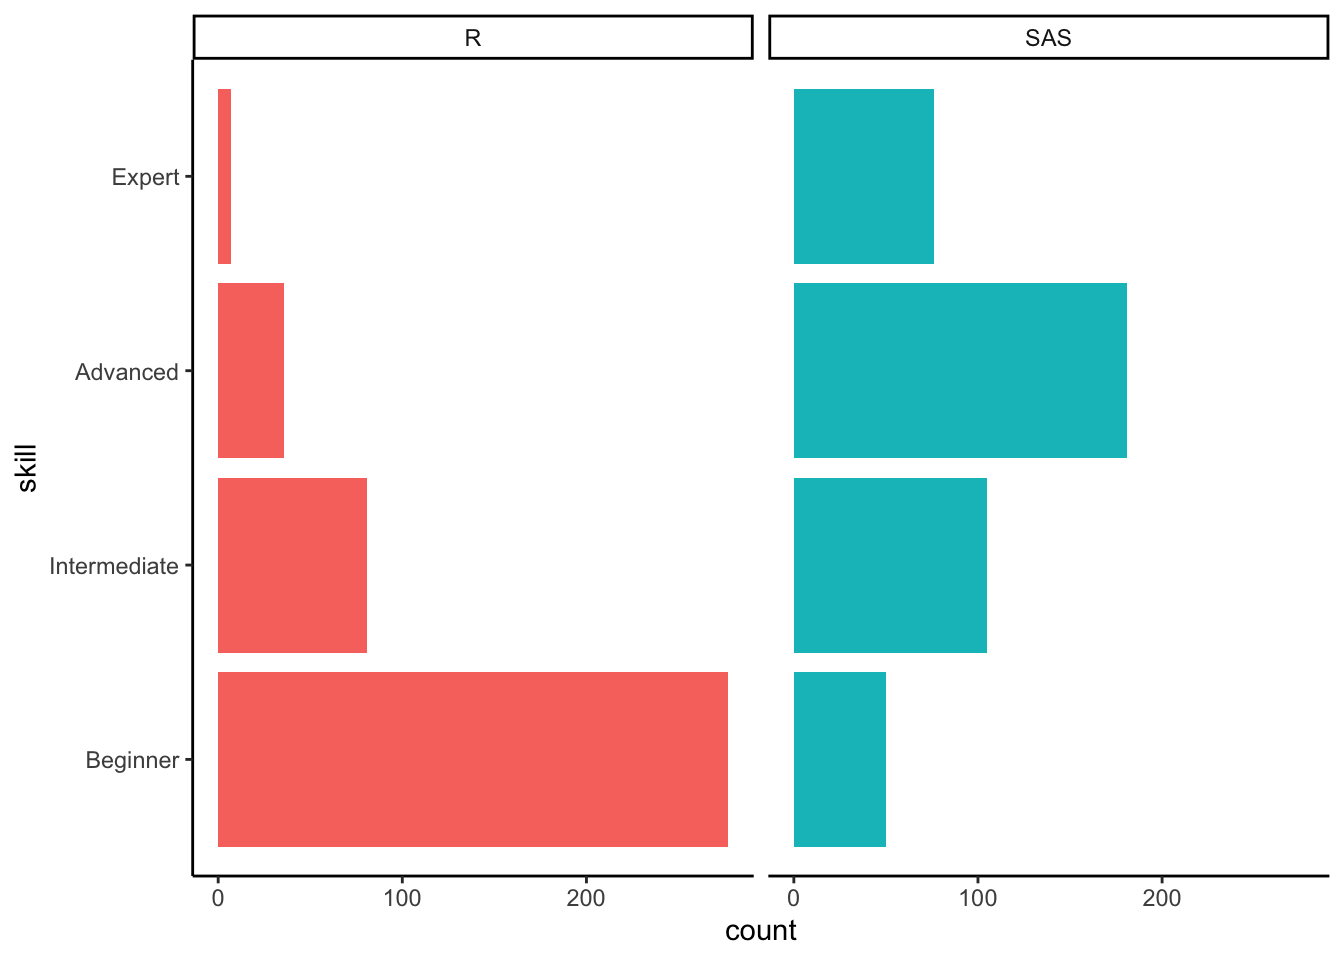 R
SAS
Expert
Advanced
Intermediate
Beginner
skill
0 100 200
0 100 200
count